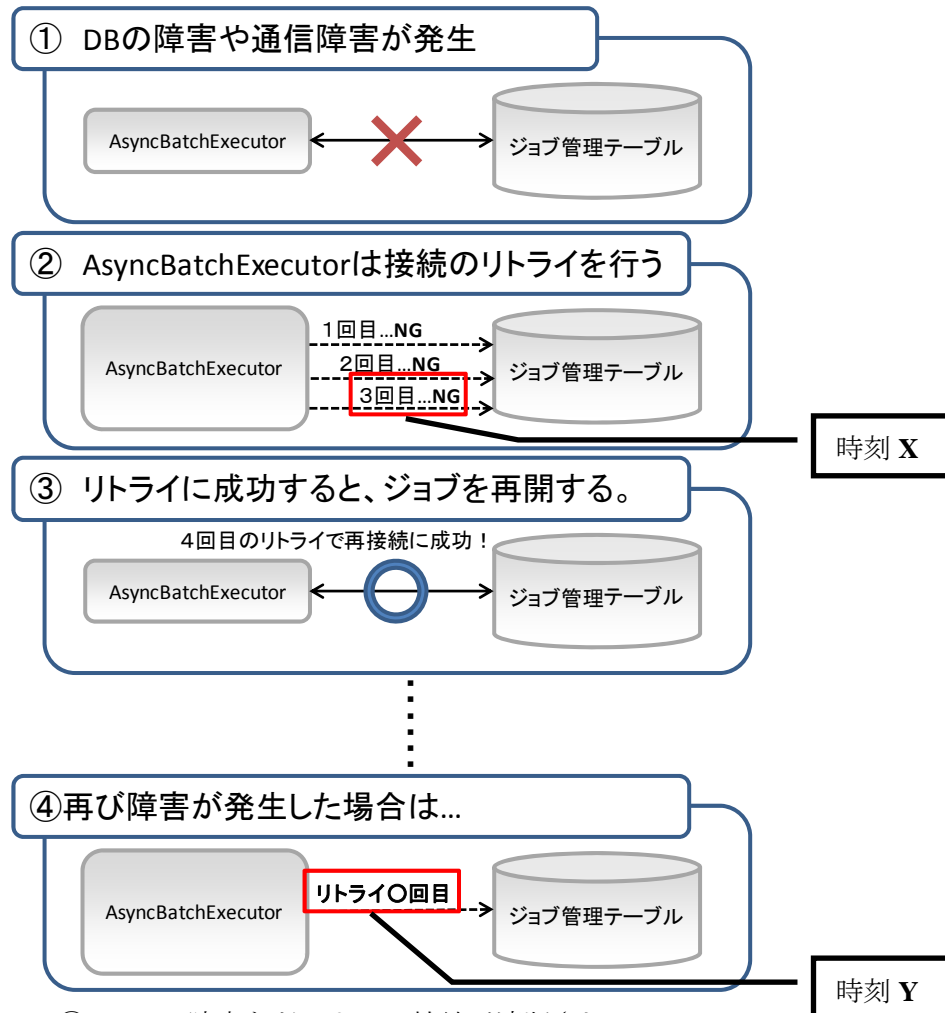 ① DBの障害や通信障害が発生
AsyncBatchExecutor
ジョブ管理テーブル
② AsyncBatchExecutorは接続のリトライを行う
1回目...NG
2回目...NG
3回目...NG
AsyncBatchExecutor
ジョブ管理テーブル
時刻 X
③ リトライに成功すると、ジョブを再開する。
4回目のリトライで再接続に成功!
AsyncBatchExecutor
ジョブ管理テーブル
④再び障害が発生した場合は...
リトライ○回目
AsyncBatchExecutor
ジョブ管理テーブル
時刻 Y